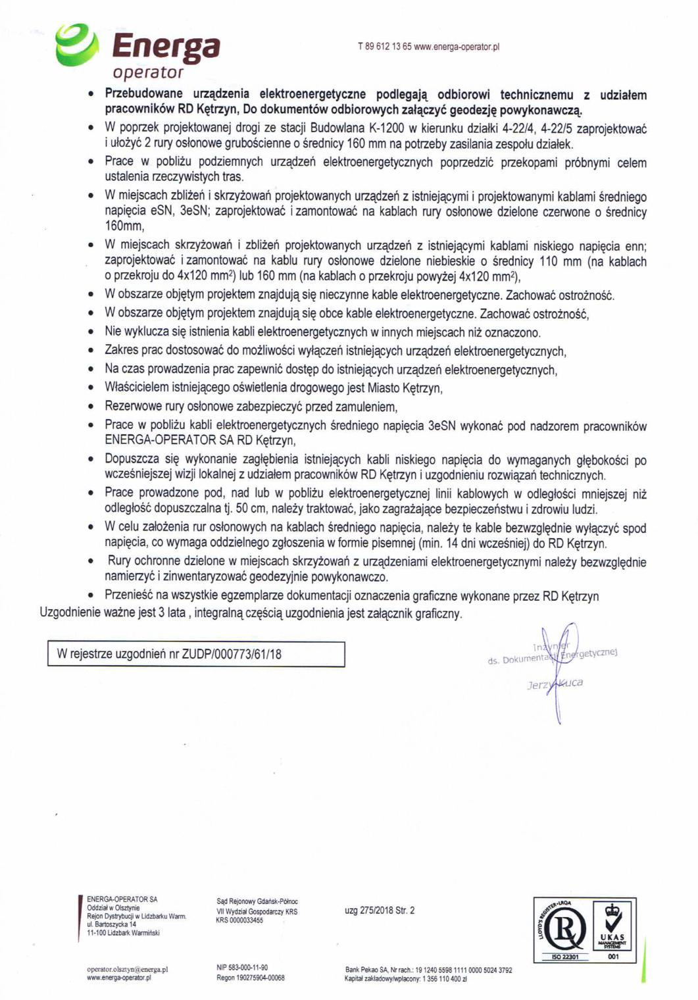 Energa
operator
T 89 612 13 65 www.energa-operator.pl
• Przebudowane urządzenia elektroenergetyczne podlegają odbiorowi technicznemu z udziałem
pracowników RD Kętrzyn, Do dokumentów odbiorowych załączyć geodezję powykonawczą.
• W poprzek projektowanej drogi ze stacji Budowlana K-1200 w kierunku działki 4-22/4, 4-22/5 zaprojektować
i ułożyć 2 rury osłonowe grubościenne o średnicy 160 mm na potrzeby zasilania zespołu działek.
• Prace w pobliżu podziemnych urządzeń elektroenergetycznych poprzedzić przekopami próbnymi celem
ustalenia rzeczywistych tras.
• W miejscach zbliżeń i skrzyżowań projektowanych urządzeń z istniejącymi i projektowanymi kablami średniego
napięcia eSN, 3eSN; zaprojektować i zamontować na kablach rury osłonowe dzielone czerwone o średnicy
160mm,
• W miejscach skrzyżowań i zbliżeń projektowanych urządzeń z istniejącymi kablami niskiego napięcia enn;
zaprojektować i zamontować na kablu rury osłonowe dzielone niebieskie o średnicy 110 mm (na kablach
o przekroju do 4x120 mm²) lub 160 mm (na kablach o przekroju powyżej 4x120 mm²),
• W obszarze objętym projektem znajdują się nieczynne kable elektroenergetyczne. Zachować ostrożność.
• W obszarze objętym projektem znajdują się obce kable elektroenergetyczne. Zachować ostrożność,
• Nie wyklucza się istnienia kabli elektroenergetycznych w innych miejscach niż oznaczono.
• Zakres prac dostosować do możliwości wyłączeń istniejących urządzeń elektroenergetycznych,
• Na czas prowadzenia prac zapewnić dostęp do istniejących urządzeń elektroenergetycznych,
• Właścicielem istniejącego oświetlenia drogowego jest Miasto Kętrzyn,
• Rezerwowe rury osłonowe zabezpieczyć przed zamuleniem,
• Prace w pobliżu kabli elektroenergetycznych średniego napięcia 3eSN wykonać pod nadzorem pracowników
ENERGA-OPERATOR SA RD Kętrzyn,
• Dopuszcza się wykonanie zagłębienia istniejących kabli niskiego napięcia do wymaganych głębokości po
wcześniejszej wizji lokalnej z udziałem pracowników RD Kętrzyn i uzgodnieniu rozwiązań technicznych.
• Prace prowadzone pod, nad lub w pobliżu elektroenergetycznej linii kablowych w odległości mniejszej niż
odległość dopuszczalna tj. 50 cm, należy traktować, jako zagrażające bezpieczeństwu i zdrowiu ludzi.
• W celu założenia rur osłonowych na kablach średniego napięcia, należy te kable bezwzględnie wyłączyć spod
napięcia, co wymaga oddzielnego zgłoszenia w formie pisemnej (min. 14 dni wcześniej) do RD Kętrzyn.
• Rury ochronne dzielone w miejscach skrzyżowań z urządzeniami elektroenergetycznymi należy bezwzględnie
namierzyć i zinwentaryzować geodezyjnie powykonawczo.
• Przenieść na wszystkie egzemplarze dokumentacji oznaczenia graficzne wykonane przez RD Kętrzyn
Uzgodnienie ważne jest 3 lata , integralną częścią uzgodnienia jest załącznik graficzny.
W rejestrze uzgodnień nr ZUDP/000773/61/18
Inżynier
ds. Dokumentacji Energetycznej
Jerzy Kuca
ENERGA-OPERATOR SA
Oddział w Olsztynie
Rejon Dystrybucji w Lidzbarku Warm.
ul. Bartoszycka 14
11-100 Lidzbark Warmiński
operator.olsztyn@energa.pl
www.energa-operator.pl
Sąd Rejonowy Gdańsk-Północ
VII Wydział Gospodarczy KRS
KRS 0000033455
NIP 583-000-11-90
Regon 190275904-00068
uzg 275/2018 Str. 2
Bank Pekao SA, Nr rach.: 19 1240 5598 1111 0000 5024 3792
Kapitał zakładowy/wpłacony: 1 356 110 400 zł
LLOYD'S REGISTER•LRQA
R
ISO 22301
UKAS
MANAGEMENT
SYSTEMS
001